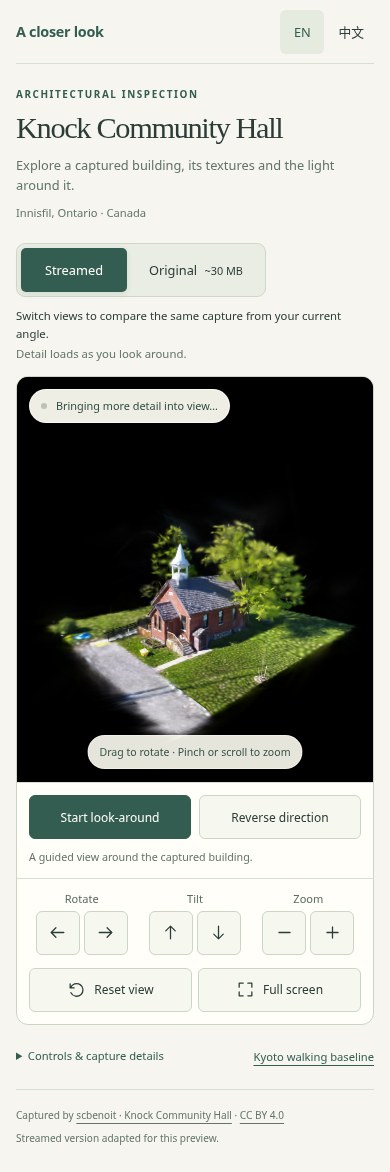 A closer look
EN 中文
ARCHITECTURAL INSPECTION
Knock Community Hall
Explore a captured building, its textures and the light
around it.
Innisfil, Ontario · Canada
Streamed Original ~30 MB
Switch views to compare the same capture from your current
angle.
Detail loads as you look around.
Bringing more detail into view...
Drag to rotate · Pinch or scroll to zoom
Start look-around Reverse direction
A guided view around the captured building.
Rotate Tilt Zoom
Reset view Full screen
Controls & capture details Kyoto walking baseline
Captured by scbenoit · Knock Community Hall · CC BY 4.0
Streamed version adapted for this preview.